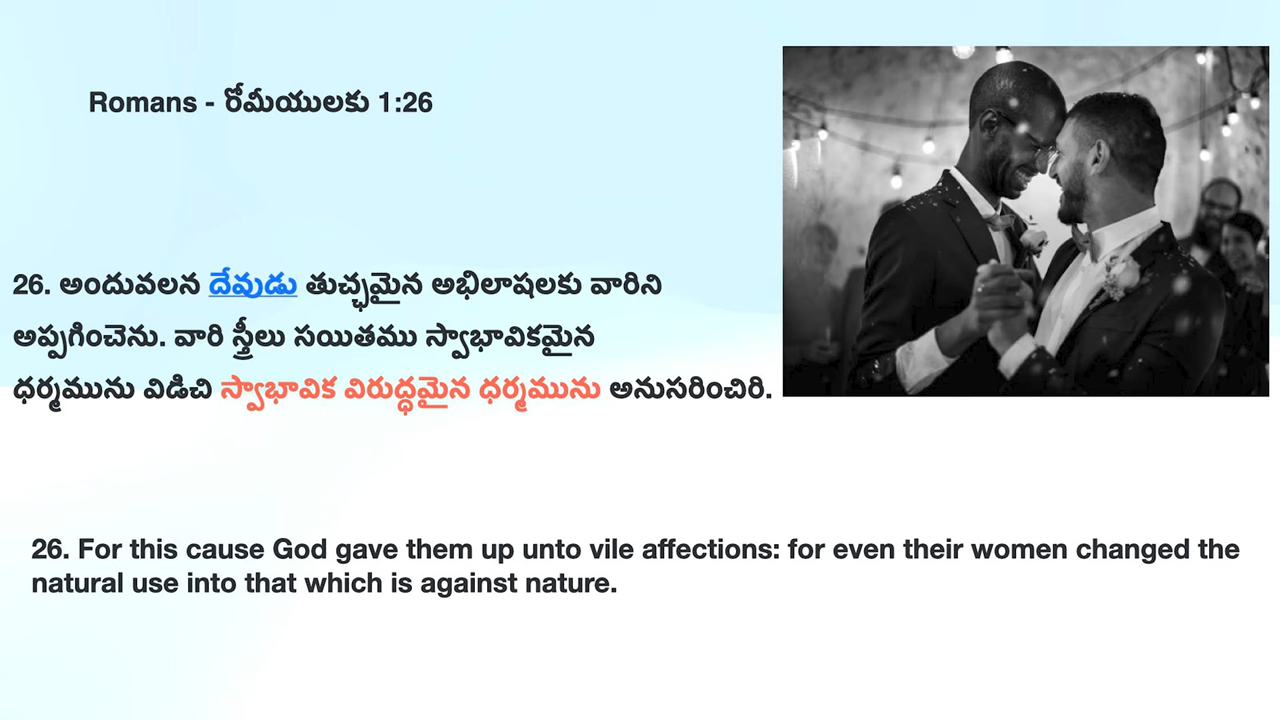 Romans - రోమీయులకు 1:26
26. అందువలన దేవుడు తుచ్ఛమైన అభిలాషలకు వారిని
అప్పగించెను. వారి స్త్రీలు సయితము స్వాభావికమైన
ధర్మమును విడిచి స్వాభావిక విరుద్ధమైన ధర్మమును అనుసరించిరి.
26. For this cause God gave them up unto vile affections: for even their women changed the
natural use into that which is against nature.